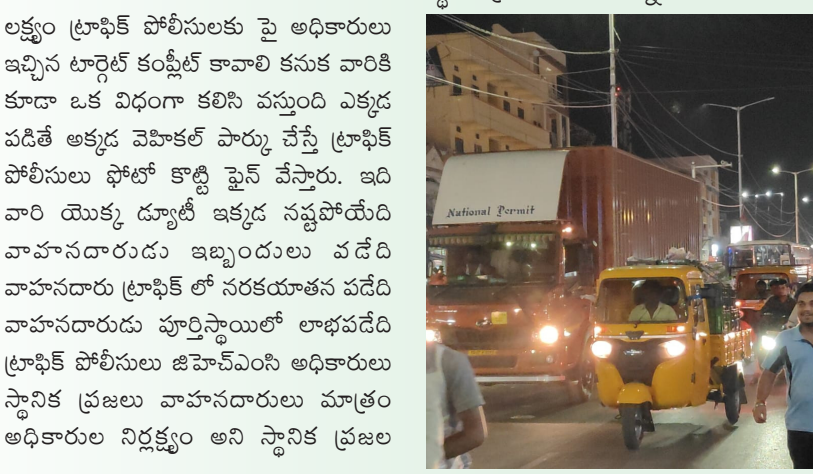 లక్ష్యం ట్రాఫిక్ పోలీసులకు పై అధికారులు
ఇచ్చిన టార్గెట్ కంప్లీట్ కావాలి కనుక వారికి
కూడా ఒక విధంగా కలిసి వస్తుంది ఎక్కడ
పడితే అక్కడ వెహికల్ పార్కు చేస్తే ట్రాఫిక్
పోలీసులు ఫోటో కొట్టి ఫైన్ వేస్తారు. ఇది
వారి యొక్క డ్యూటీ ఇక్కడ నష్టపోయేది
వాహనదారుడు ఇబ్బందులు వడేది
వాహనదారు ట్రాఫిక్ లో నరకయాతన పడేది
వాహనదారుడు పూర్తిస్థాయిలో లాభపడేది
ట్రాఫిక్ పోలీసులు జిహెచ్ఎంసి అధికారులు
స్థానిక ప్రజలు వాహనదారులు మాత్రం
అధికారుల నిర్లక్ష్యం అని స్థానిక ప్రజల
National Permit